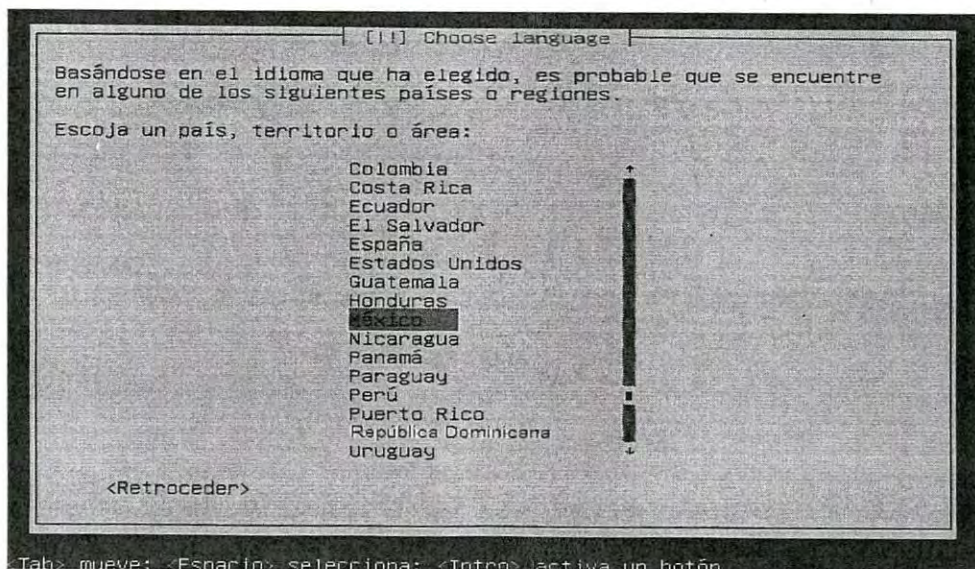 [!!] Choose language
Basándose en el idioma que ha elegido, es probable que se encuentre
en alguno de los siguientes países o regiones.
Escoja un país, territorio o área:
Colombia
Costa Rica
Ecuador
El Salvador
España
Estados Unidos
Guatemala
Honduras
México
Nicaragua
Panamá
Paraguay
Perú
Puerto Rico
República Dominicana
Uruguay
<Retroceder>
<Tab> mueve; <Espacio> selecciona; <Intro> activa un botón